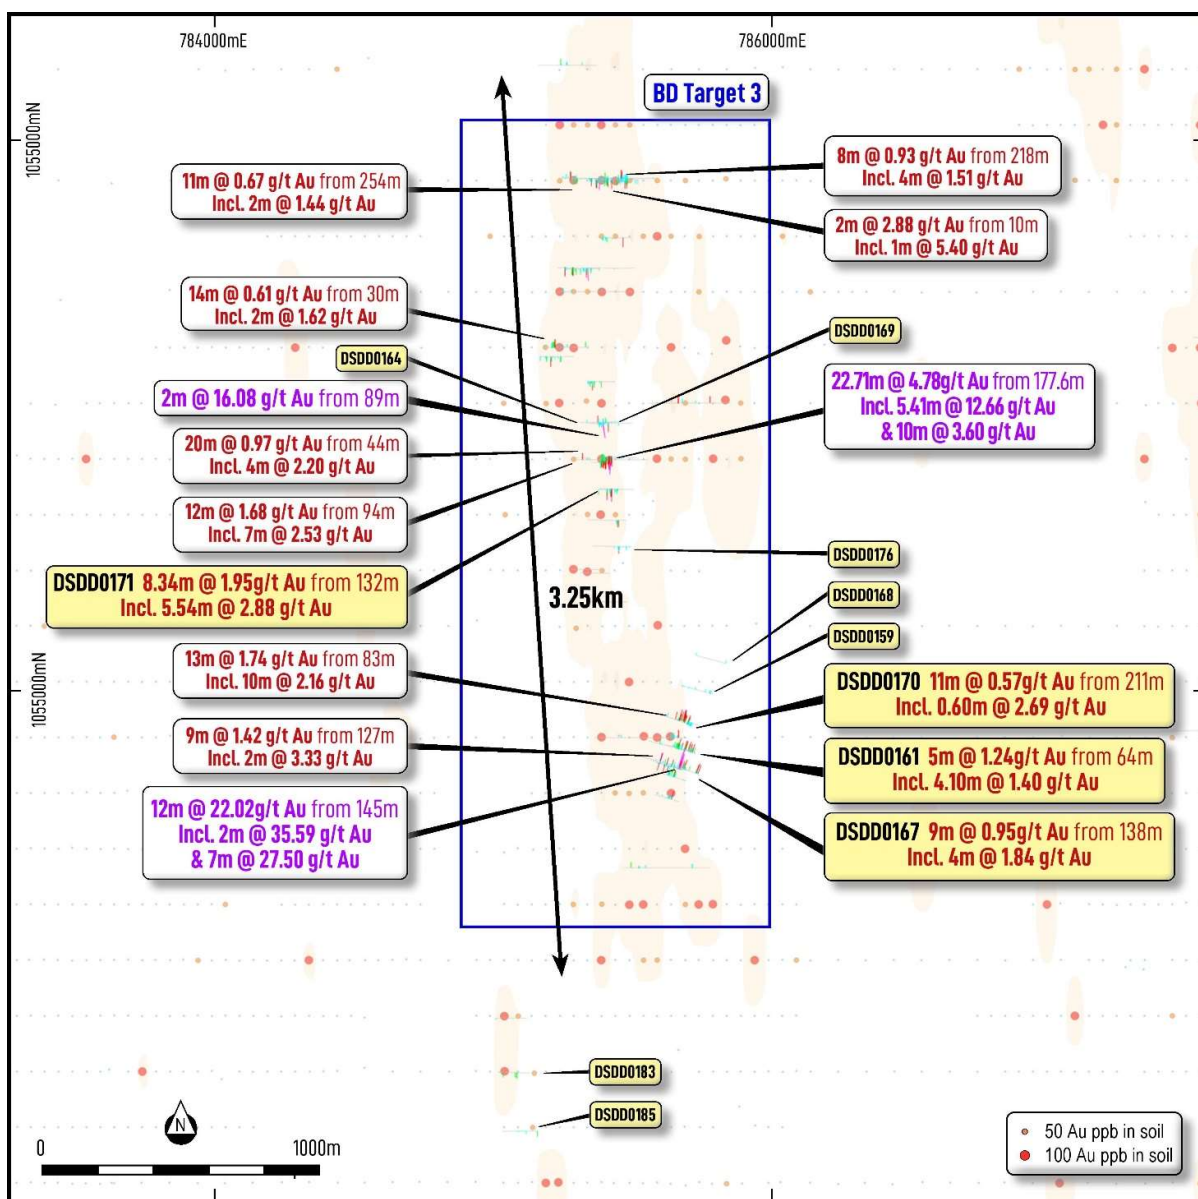 784000mE
786000mE
1055000mN
BD Target 3
11m @ 0.67 g/t Au from 254m
Incl. 2m @ 1.44 g/t Au
8m @ 0.93 g/t Au from 218m
Incl. 4m @ 1.51 g/t Au
2m @ 2.88 g/t Au from 10m
Incl. 1m @ 5.40 g/t Au
14m @ 0.61 g/t Au from 30m
Incl. 2m @ 1.62 g/t Au
DSDD0164
DSDD0169
2m @ 16.08 g/t Au from 89m
22.71m @ 4.78g/t Au from 177.6m
Incl. 5.41m @ 12.66 g/t Au
& 10m @ 3.60 g/t Au
20m @ 0.97 g/t Au from 44m
Incl. 4m @ 2.20 g/t Au
12m @ 1.68 g/t Au from 94m
Incl. 7m @ 2.53 g/t Au
DSDD0171 8.34m @ 1.95g/t Au from 132m
Incl. 5.54m @ 2.88 g/t Au
3.25km
DSDD0176
DSDD0168
DSDD0159
1055000mN
13m @ 1.74 g/t Au from 83m
Incl. 10m @ 2.16 g/t Au
DSDD0170 11m @ 0.57g/t Au from 211m
Incl. 0.60m @ 2.69 g/t Au
9m @ 1.42 g/t Au from 127m
Incl. 2m @ 3.33 g/t Au
DSDD0161 5m @ 1.24g/t Au from 64m
Incl. 4.10m @ 1.40 g/t Au
12m @ 22.02g/t Au from 145m
Incl. 2m @ 35.59 g/t Au
& 7m @ 27.50 g/t Au
DSDD0167 9m @ 0.95g/t Au from 138m
Incl. 4m @ 1.84 g/t Au
DSDD0183
DSDD0185
N
0 1000m
50 Au ppb in soil
100 Au ppb in soil